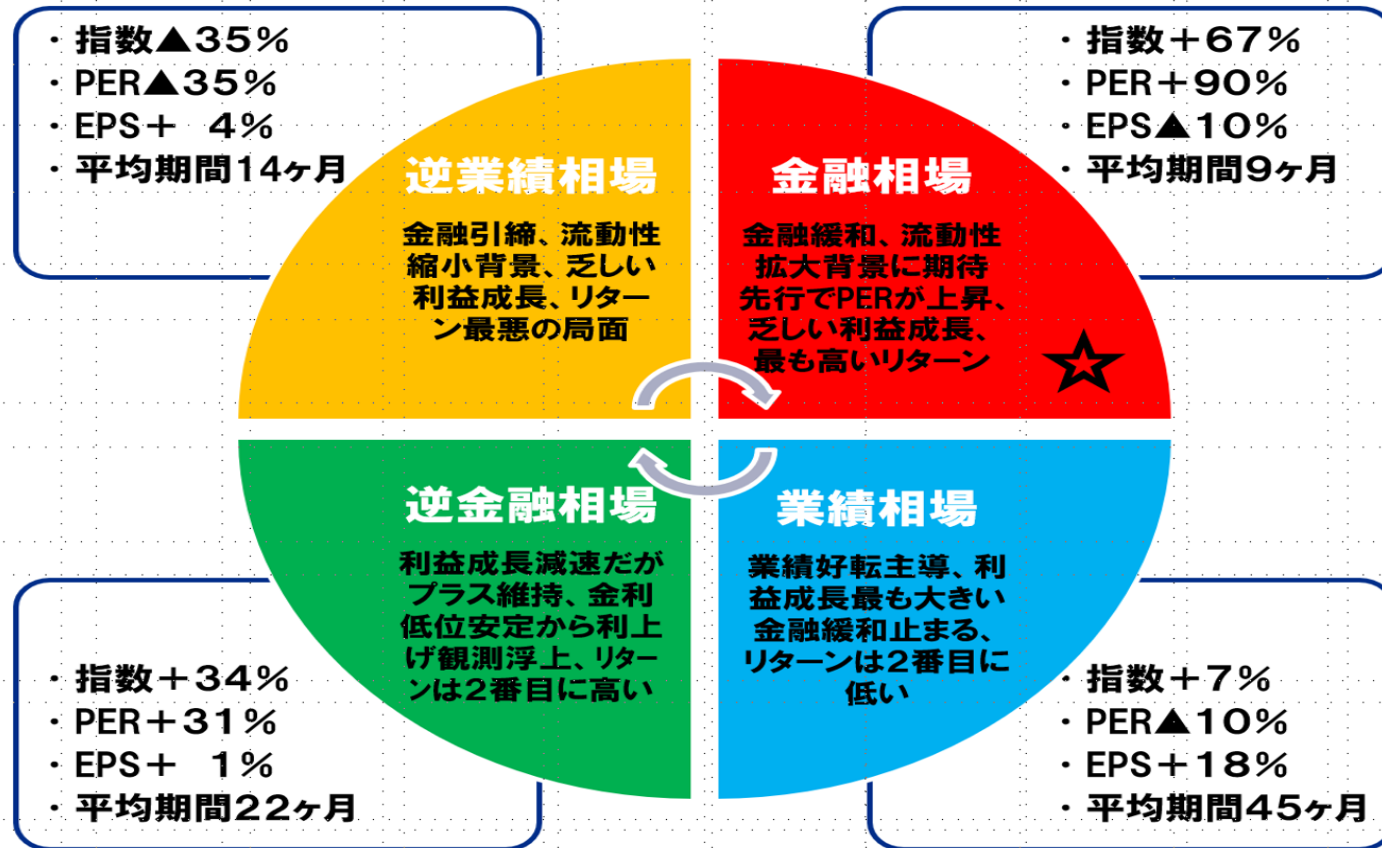 ・指数▲35%
・PER▲35%
・EPS＋ 4%
・平均期間14ヶ月
・指数＋67%
・PER＋90%
・EPS▲10%
・平均期間9ヶ月
逆業績相場
金融引締、流動性
縮小背景、乏しい
利益成長、リター
ン最悪の局面
金融相場
金融緩和、流動性
拡大背景に期待
先行でPERが上昇、
乏しい利益成長、
最も高いリターン
逆金融相場
利益成長減速だが
プラス維持、金利
低位安定から利上
げ観測浮上、リター
ンは2番目に高い
業績相場
業績好転主導、利
益成長最も大きい
金融緩和止まる、
リターンは2番目に
低い
・指数＋34%
・PER＋31%
・EPS＋ 1%
・平均期間22ヶ月
・指数＋7%
・PER▲10%
・EPS＋18%
・平均期間45ヶ月